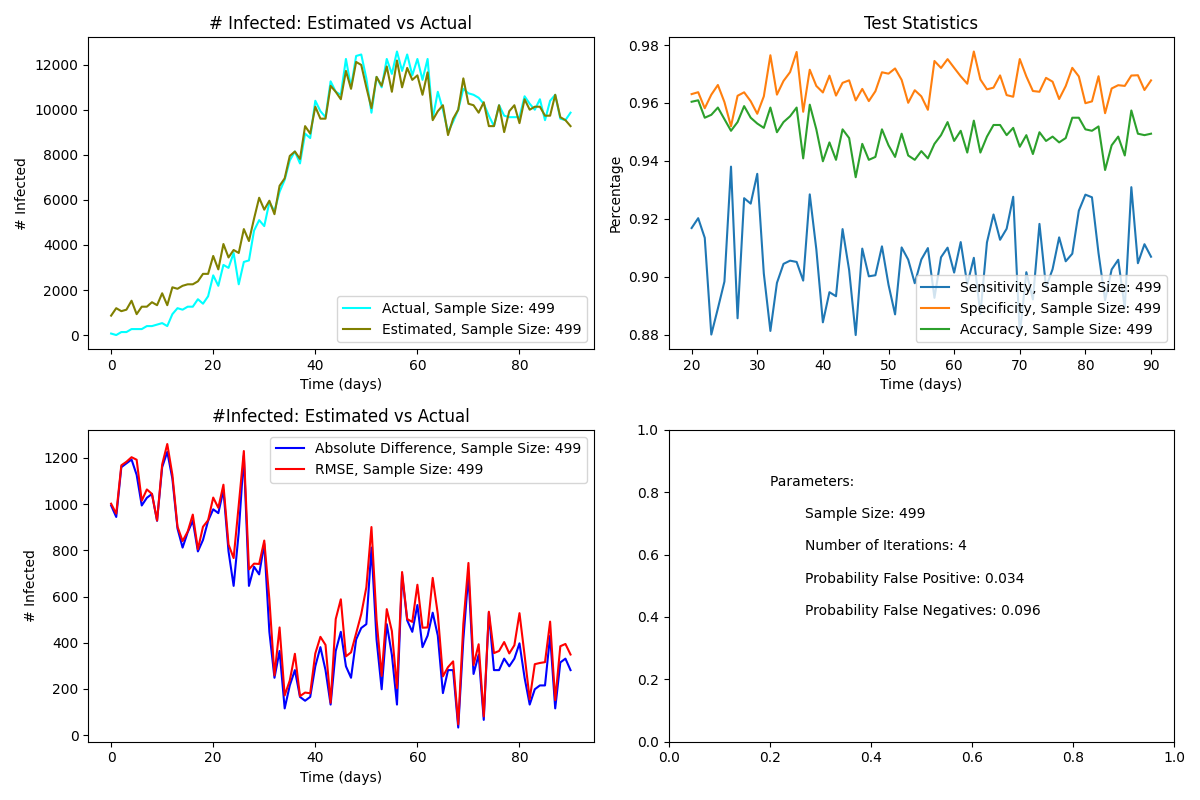 # Infected: Estimated vs Actual
# Infected
12000
10000
8000
6000
4000
2000
0
Actual, Sample Size: 499
Estimated, Sample Size: 499
0 20 40 60 80
Time (days)
Test Statistics
Percentage
0.98
0.96
0.94
0.92
0.90
0.88
Sensitivity, Sample Size: 499
Specificity, Sample Size: 499
Accuracy, Sample Size: 499
20 30 40 50 60 70 80 90
Time (days)
#Infected: Estimated vs Actual
# Infected
1200
1000
800
600
400
200
0
Absolute Difference, Sample Size: 499
RMSE, Sample Size: 499
0 20 40 60 80
Time (days)
1.0
0.8
0.6
0.4
0.2
0.0
Parameters:
Sample Size: 499
Number of Iterations: 4
Probability False Positive: 0.034
Probability False Negatives: 0.096
0.0 0.2 0.4 0.6 0.8 1.0